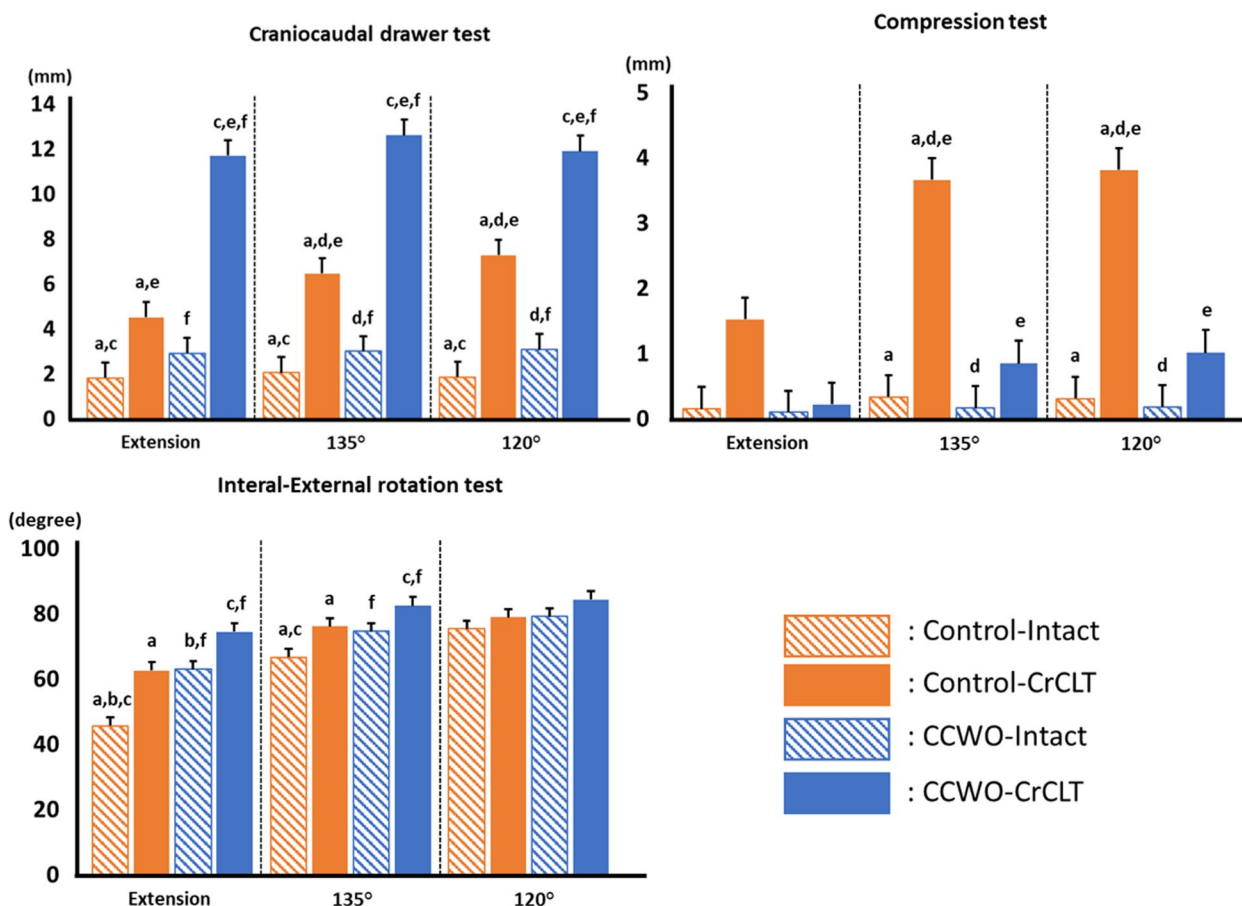 Craniocaudal drawer test
(mm)
14
12
10
8
6
4
2
0
a,c
a,e
f
c,e,f
a,c
a,d,e
d,f
c,e,f
a,c
a,d,e
d,f
c,e,f
Extension
135°
120°
Compression test
(mm)
5
4
3
2
1
0
a
a,d,e
d
e
a
a,d,e
d
e
Extension
135°
120°
Interal-External rotation test
(degree)
100
80
60
40
20
0
a,b,c
a
b,f
c,f
a,c
a
f
c,f
Extension
135°
120°
: Control-Intact
: Control-CrCLT
: CCWO-Intact
: CCWO-CrCLT